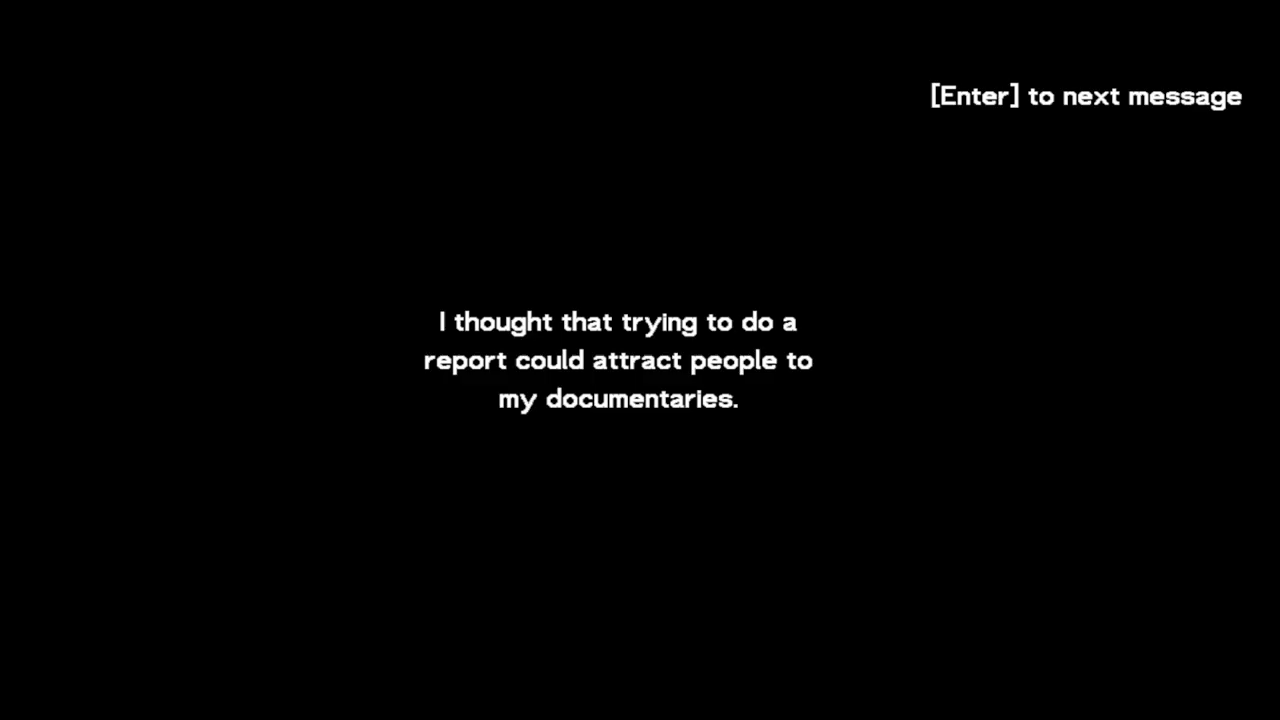 [Enter] to next message
I thought that trying to do a
report could attract people to
my documentaries.